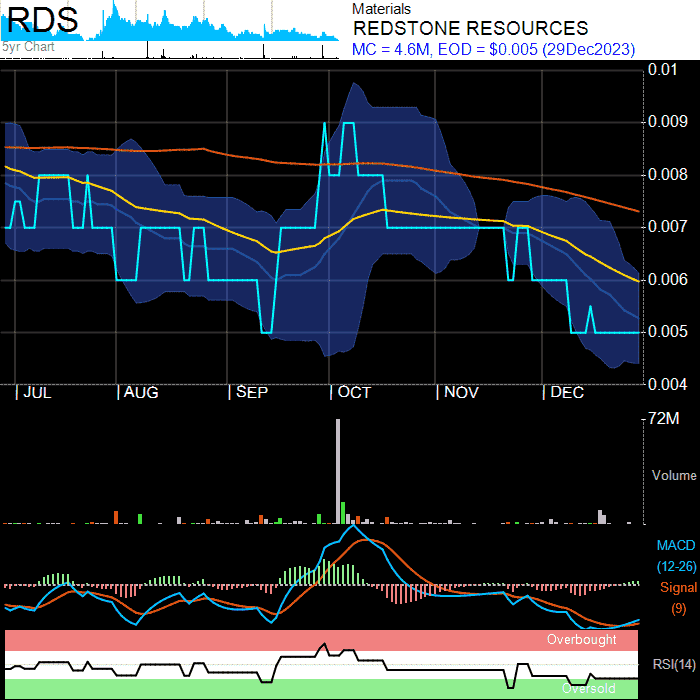 RDS
5yr Chart
Materials
REDSTONE RESOURCES
MC = 4.6M, EOD = $0.005 (29Dec2023)
0.01
0.009
0.008
0.007
0.006
0.005
0.004
JUL AUG SEP OCT NOV DEC
72M
Volume
MACD
(12-26)
Signal
(9)
Overbought
RSI(14)
Oversold